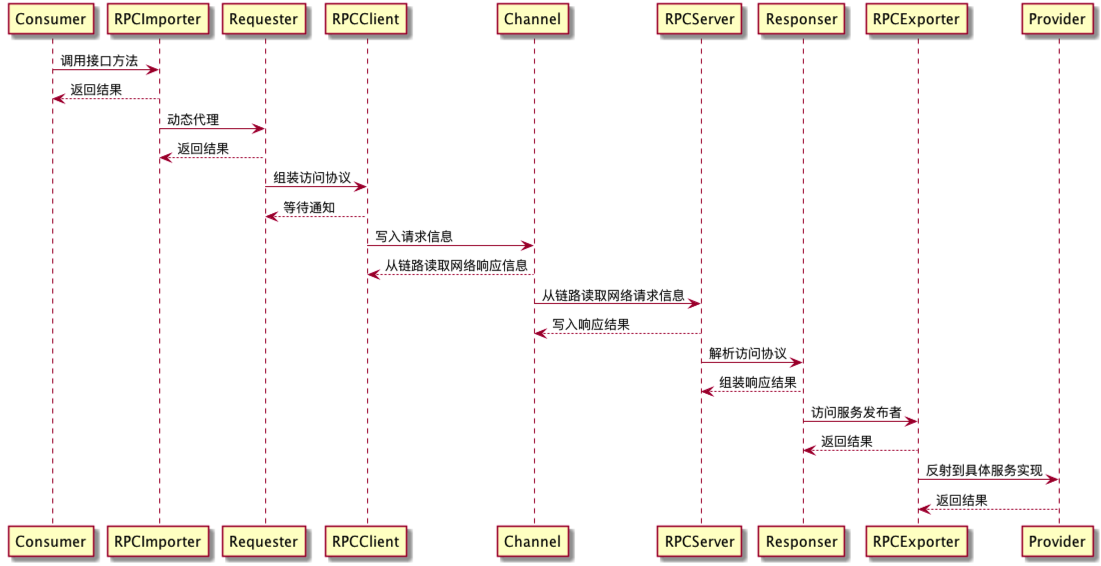 Consumer RPCImporter Requester RPCClient Channel RPCServer Responser RPCExporter Provider
调用接口方法
返回结果
动态代理
返回结果
组装访问协议
等待通知
写入请求信息
从链路读取网络响应信息
从链路读取网络请求信息
写入响应结果
解析访问协议
组装响应结果
访问服务发布者
返回结果
反射到具体服务实现
返回结果
Consumer RPCImporter Requester RPCClient Channel RPCServer Responser RPCExporter Provider